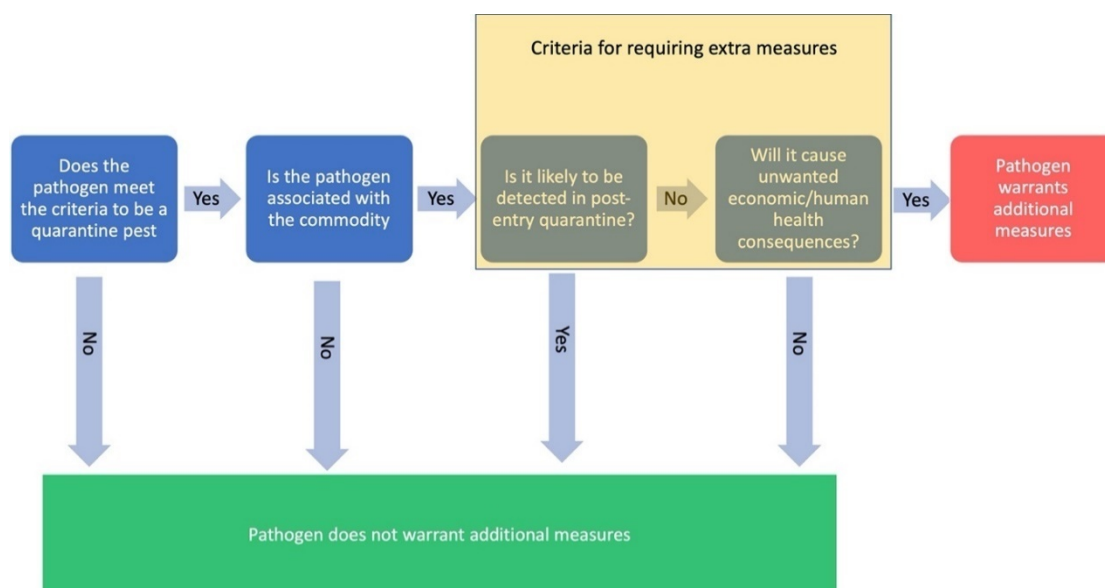 Criteria for requiring extra measures
Does the
pathogen meet
the criteria to be a
quarantine pest
Yes
Is the pathogen
associated with
the commodity
Yes
Is it likely to be
detected in post-
entry quarantine?
No
Will it cause
unwanted
economic/human
health
consequences?
Yes
Pathogen
warrants
additional
measures
No
No
Yes
No
Pathogen does not warrant additional measures